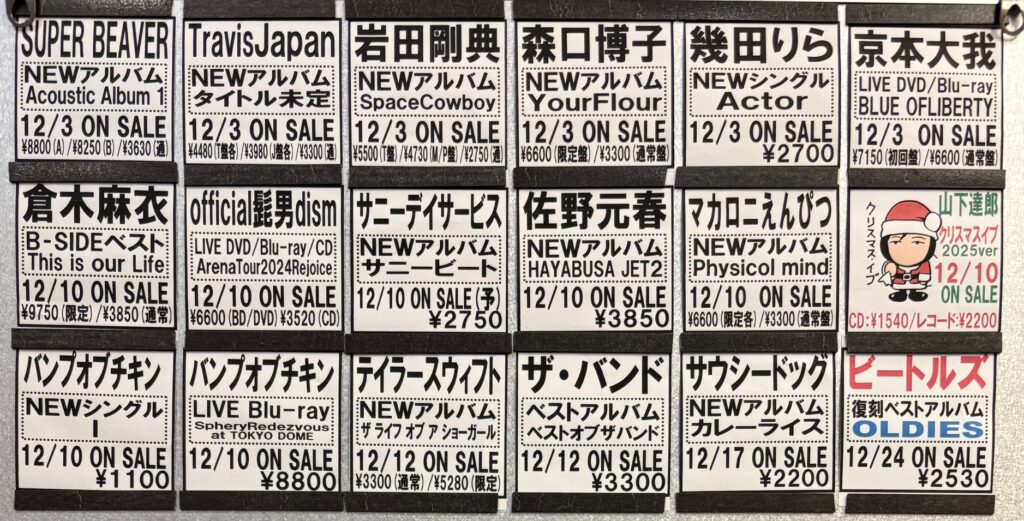 SUPER BEAVER
NEWアルバム
Acoustic Album 1
12/3 ON SALE
¥8800(A)/¥8250(B)/¥3630(通)
TravisJapan
NEWアルバム
タイトル未定
12/3 ON SALE
¥4480(T盤各)/¥3980(J盤各)/¥3300(通)
岩田剛典
NEWアルバム
SpaceCowboy
12/3 ON SALE
¥5500(T盤)/¥4730(M/P盤)/¥2750(通)
森口博子
NEWアルバム
YourFlour
12/3 ON SALE
¥6600(限定盤)/¥3300(通常盤)
幾田りら
NEWシングル
Actor
12/3 ON SALE
¥2700
京本大我
LIVE DVD/Blu-ray
BLUE OFLIBERTY
12/3 ON SALE
¥7150(初回盤)/¥6600(通常盤)
倉木麻衣
B-SIDEベスト
This is our Life
12/10 ON SALE
¥9750(限定)/¥3850(通常)
official髭男dism
LIVE DVD/Blu-ray/CD
ArenaTour2024Rejoice
12/10 ON SALE
¥6600(BD/DVD) ¥3520(CD)
サニーデイサービス
NEWアルバム
サニービート
12/10 ON SALE(予)
¥2750
佐野元春
NEWアルバム
HAYABUSA JET2
12/10 ON SALE
¥3850
マカロニえんぴつ
NEWアルバム
Physicol mind
12/10 ON SALE
¥6600(限定各)/¥3300(通常盤)
クリスマス・イブ
山下達郎
クリスマスイブ
2025ver
12/10
ON SALE
CD:¥1540/レコード:¥2200
バンプオブチキン
NEWシングル
I
12/10 ON SALE
¥1100
バンプオブチキン
LIVE Blu-ray
SpheryRedezvous
at TOKYO DOME
12/10 ON SALE
¥8800
テイラースウィフト
NEWアルバム
ザ ライフ オブ ア ショーガール
12/12 ON SALE
¥3300(通常)/¥5280(限定)
ザ・バンド
ベストアルバム
ベストオブザバンド
12/12 ON SALE
¥3300
サウシードッグ
NEWアルバム
カレーライス
12/17 ON SALE
¥2200
ビートルズ
復刻ベストアルバム
OLDIES
12/24 ON SALE
¥2530